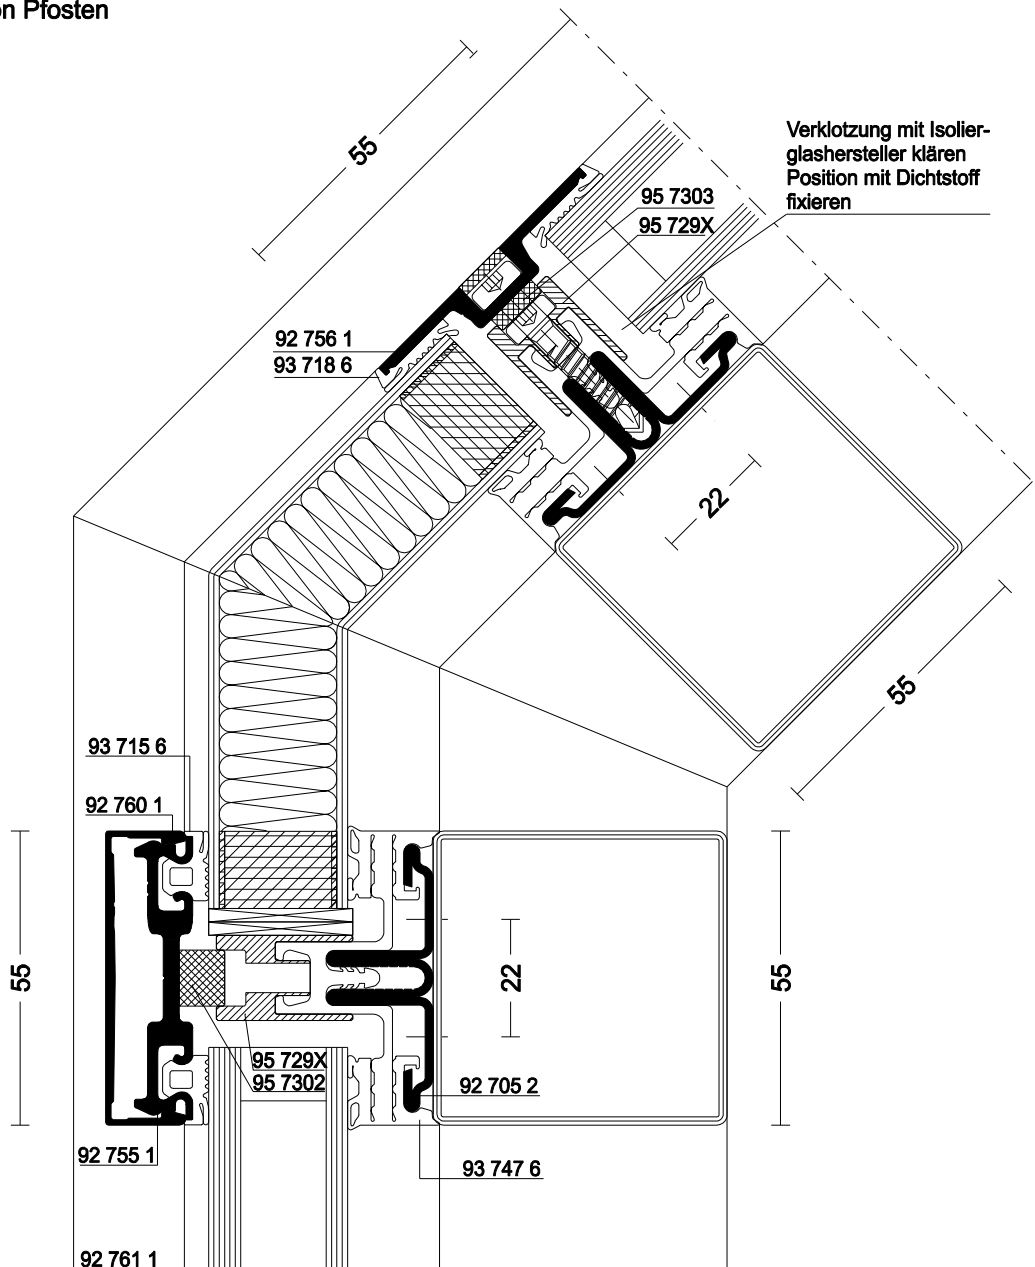 on Pfosten
55
Verklotzung mit Isolier-
glashersteller klären
Position mit Dichtstoff
fixieren
95 7303
95 729X
92 756 1
93 718 6
22
55
93 715 6
92 760 1
55
22
55
95 729X
95 7302
92 705 2
92 755 1
93 747 6
92 761 1